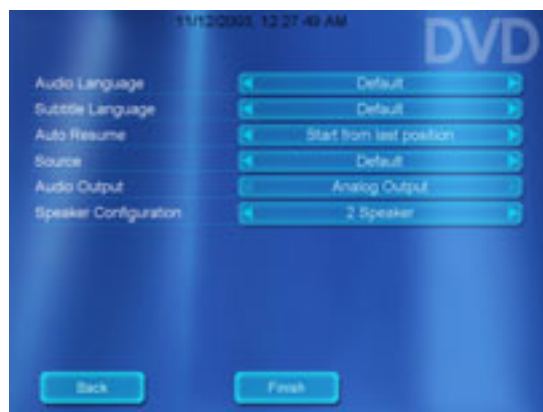 11/12/2003, 12:27:49 AM
DVD
Audio Language Default
Subtitle Language Default
Auto Resume Start from last position
Source Default
Audio Output Analog Output
Speaker Configuration 2 Speaker
Back Finish